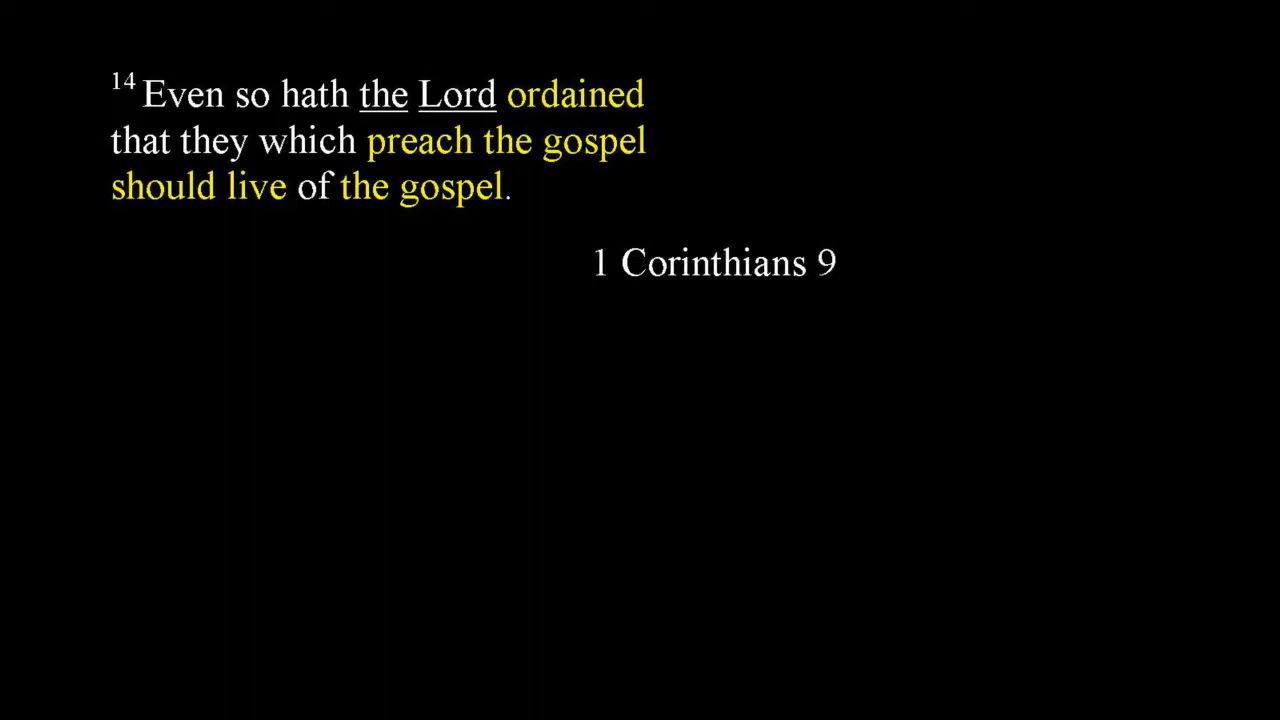 14 Even so hath the Lord ordained
that they which preach the gospel
should live of the gospel.
1 Corinthians 9